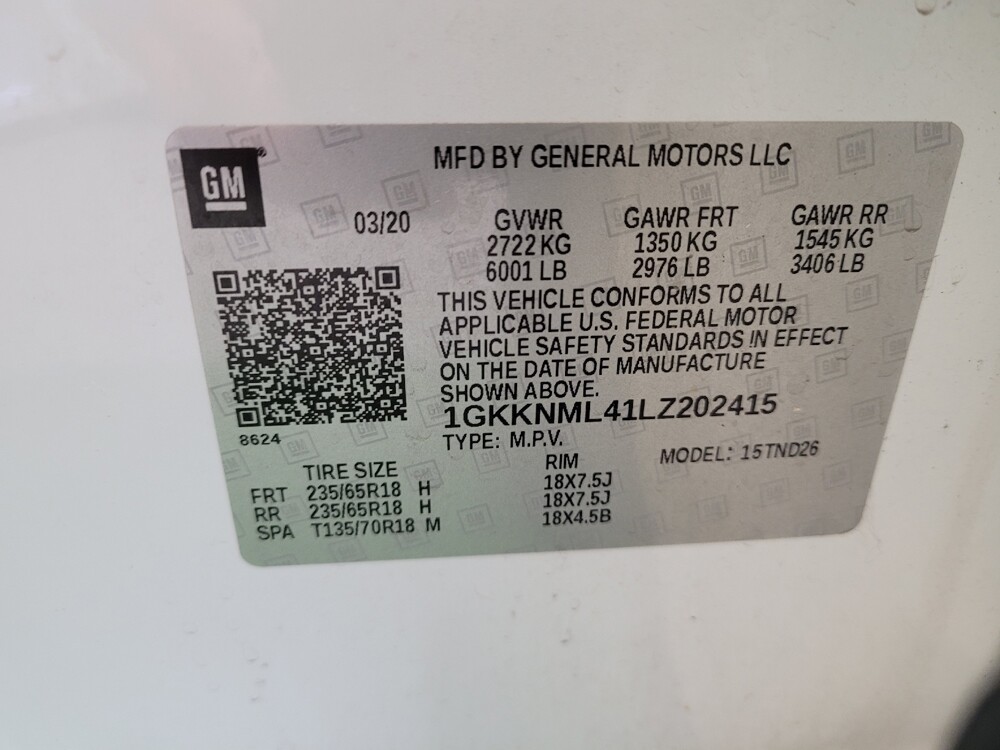 GM
MFD BY GENERAL MOTORS LLC
03/20 GVWR GAWR FRT GAWR RR
2722 KG 1350 KG 1545 KG
6001 LB 2976 LB 3406 LB
THIS VEHICLE CONFORMS TO ALL
APPLICABLE U.S. FEDERAL MOTOR
VEHICLE SAFETY STANDARDS IN EFFECT
ON THE DATE OF MANUFACTURE
SHOWN ABOVE.
1GKKNML41LZ202415
8624
TYPE: M.P.V. MODEL: 15TND26
TIRE SIZE RIM
FRT 235/65R18 H 18X7.5J
RR 235/65R18 H 18X7.5J
SPA T135/70R18 M 18X4.5B